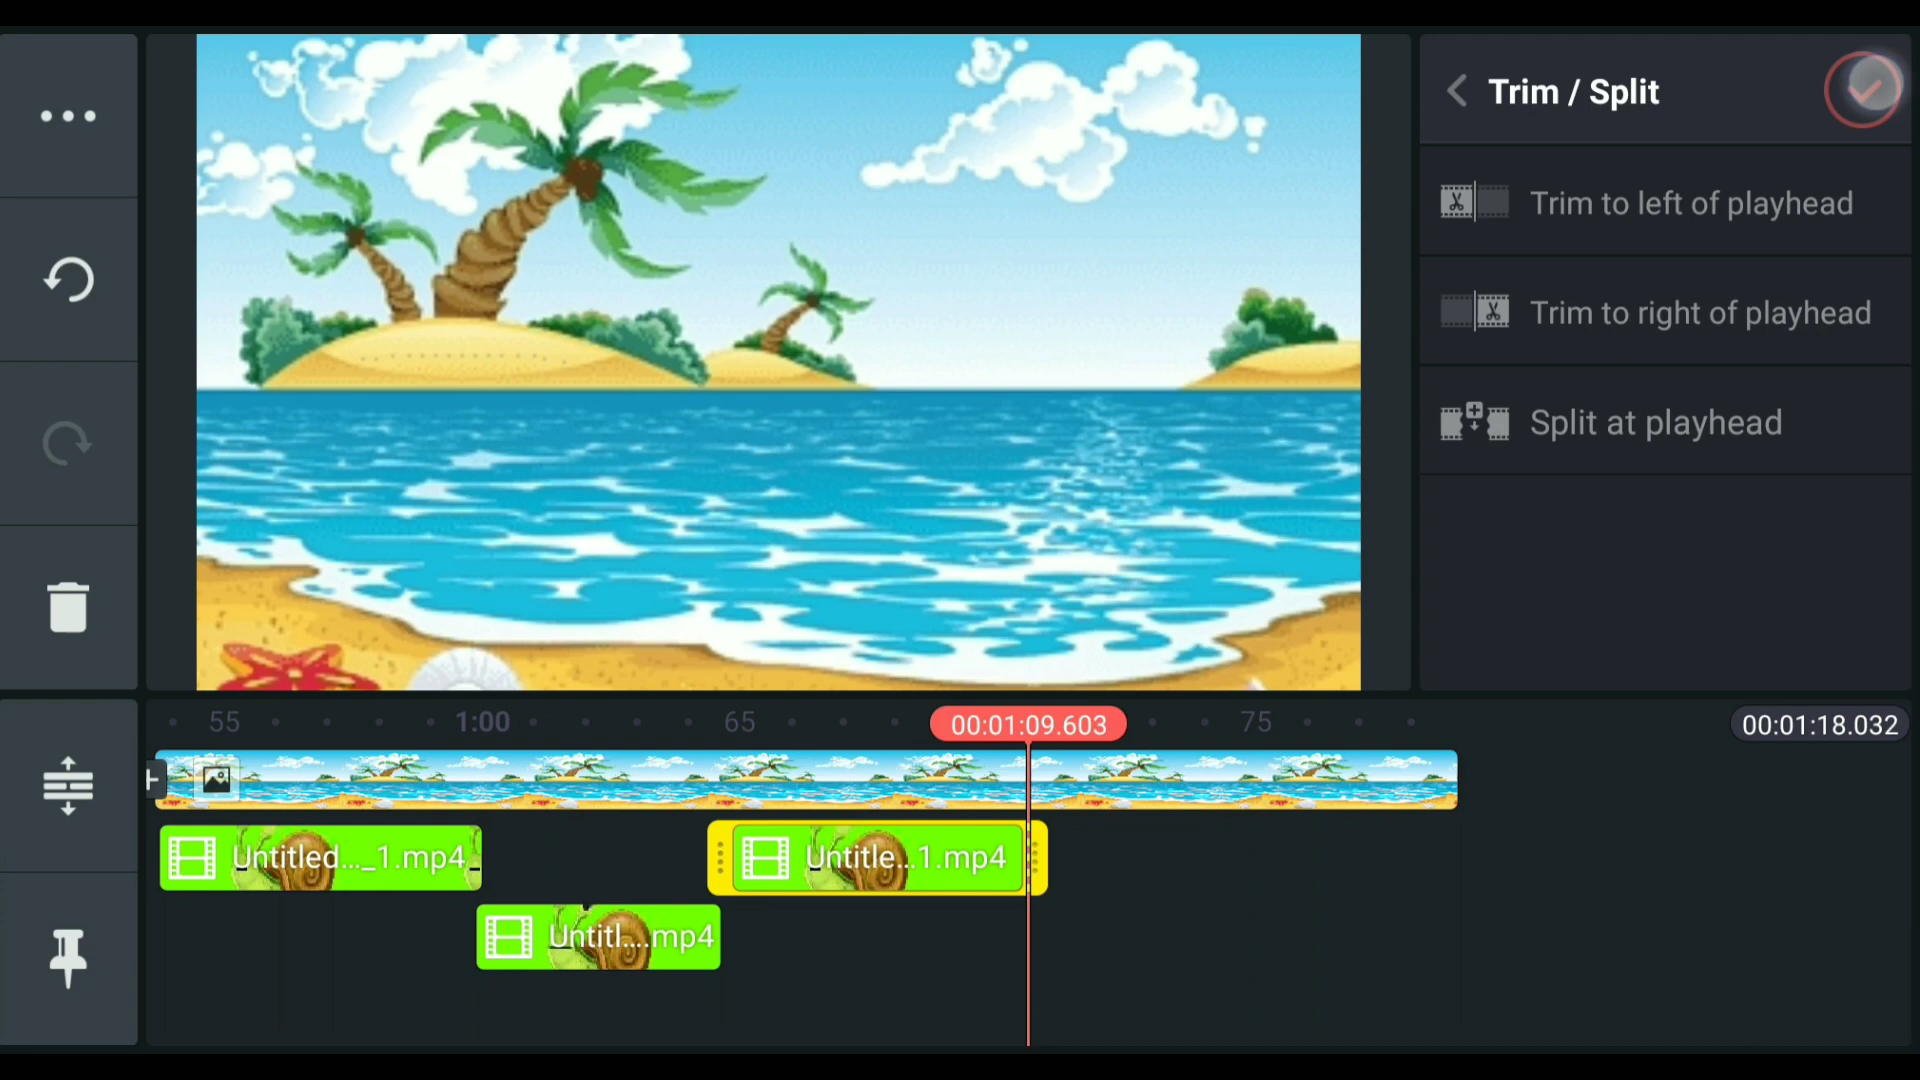 Trim / Split
Trim to left of playhead
Trim to right of playhead
Split at playhead
55
1:00
65
00:01:09.603
75
00:01:18.032
Untitled..._1.mp4
Untitle...1.mp4
Untitl....mp4